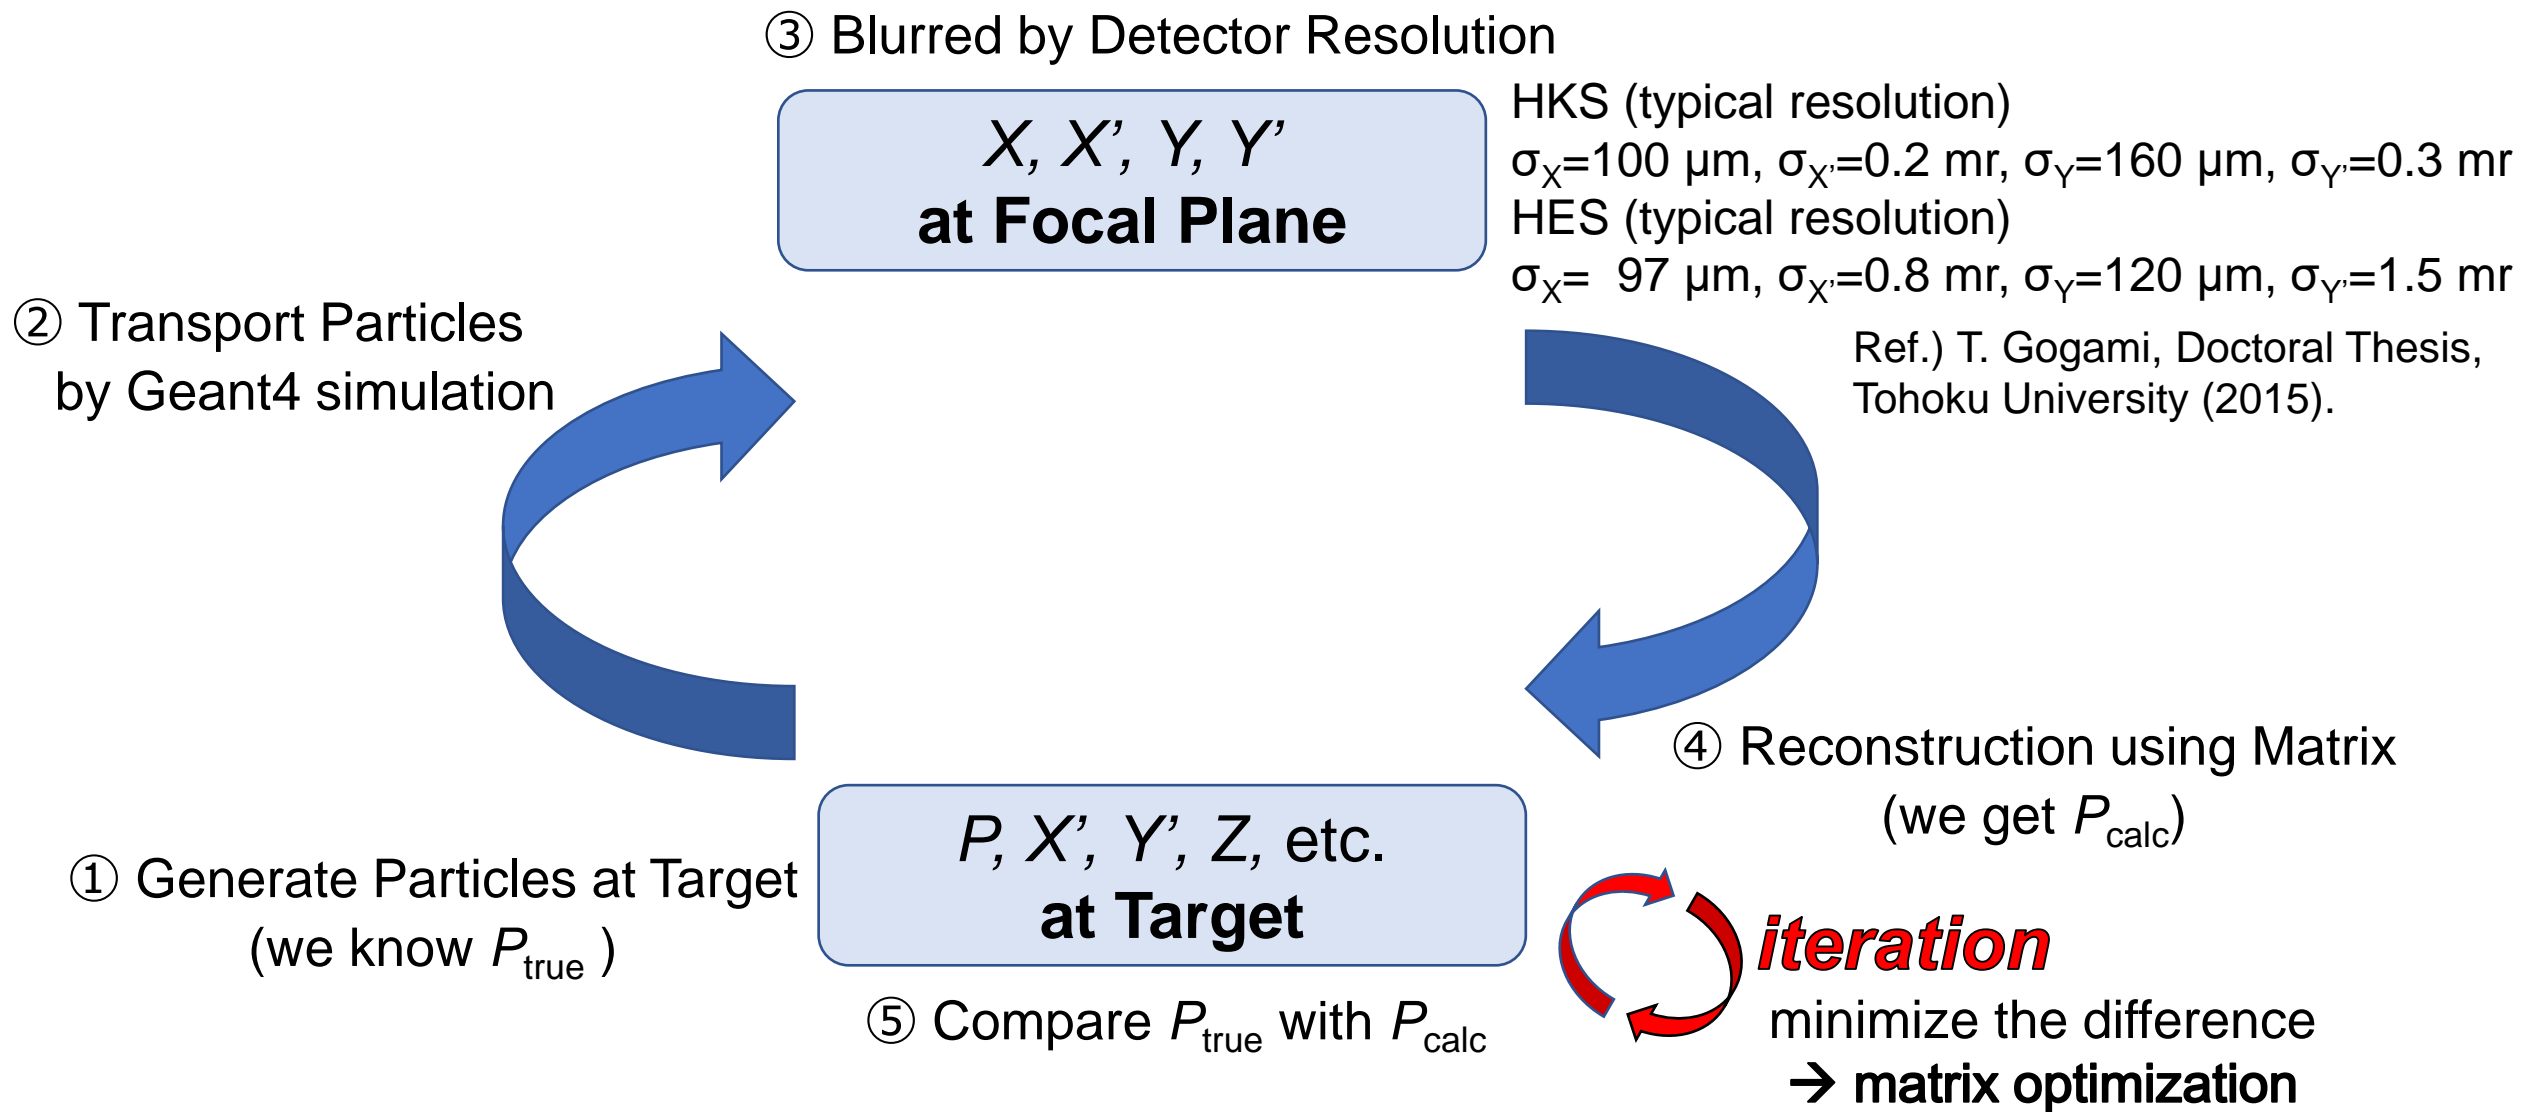 ③ Blurred by Detector Resolution
X, X’, Y, Y’
at Focal Plane
HKS (typical resolution)
σX=100 μm, σX’=0.2 mr, σY=160 μm, σY’=0.3 mr
HES (typical resolution)
σX= 97 μm, σX’=0.8 mr, σY=120 μm, σY’=1.5 mr
Ref.) T. Gogami, Doctoral Thesis,
Tohoku University (2015).
② Transport Particles
by Geant4 simulation
④ Reconstruction using Matrix
(we get Pcalc)
P, X’, Y’, Z, etc.
at Target
① Generate Particles at Target
(we know Ptrue )
⑤ Compare Ptrue with Pcalc
iteration
minimize the difference
→ matrix optimization